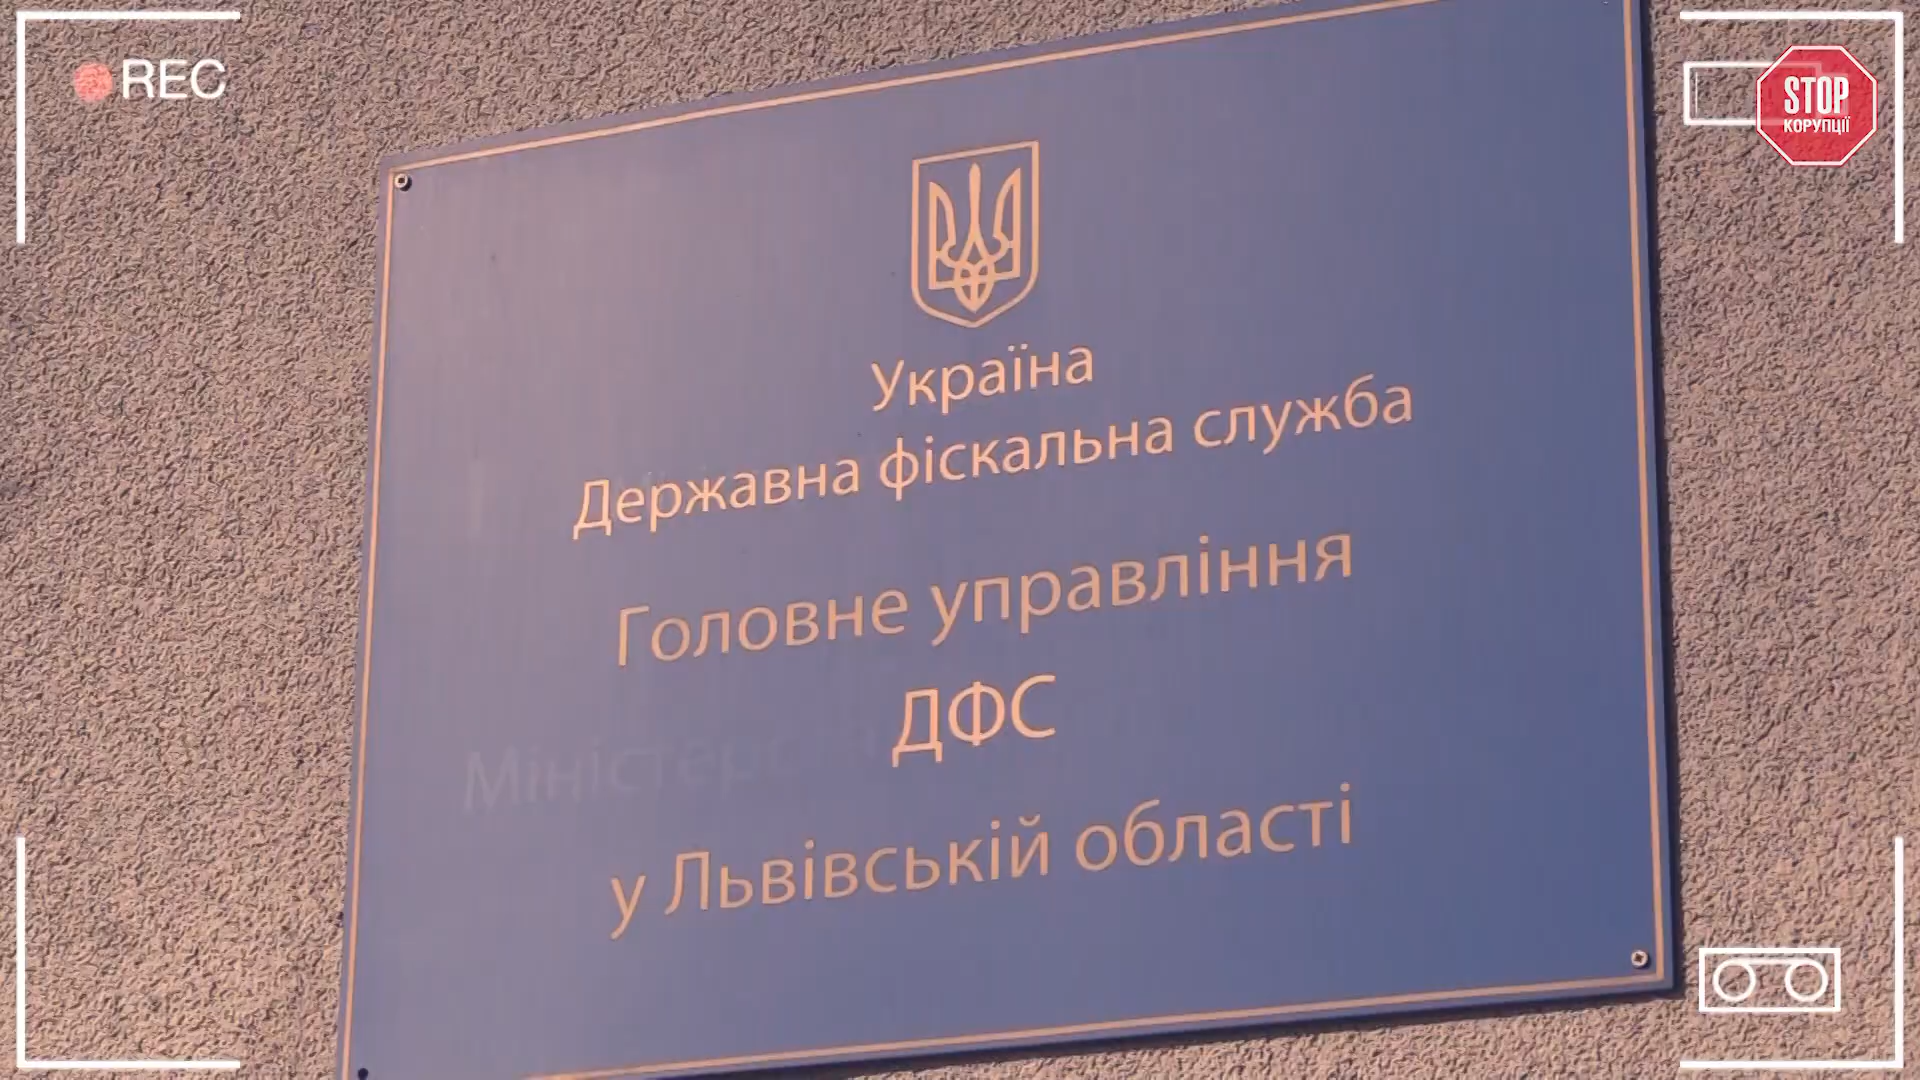 REC
STOP
КОРУПЦІЇ
Україна
Державна фіскальна служба
Головне управління
ДФС
у Львівській області